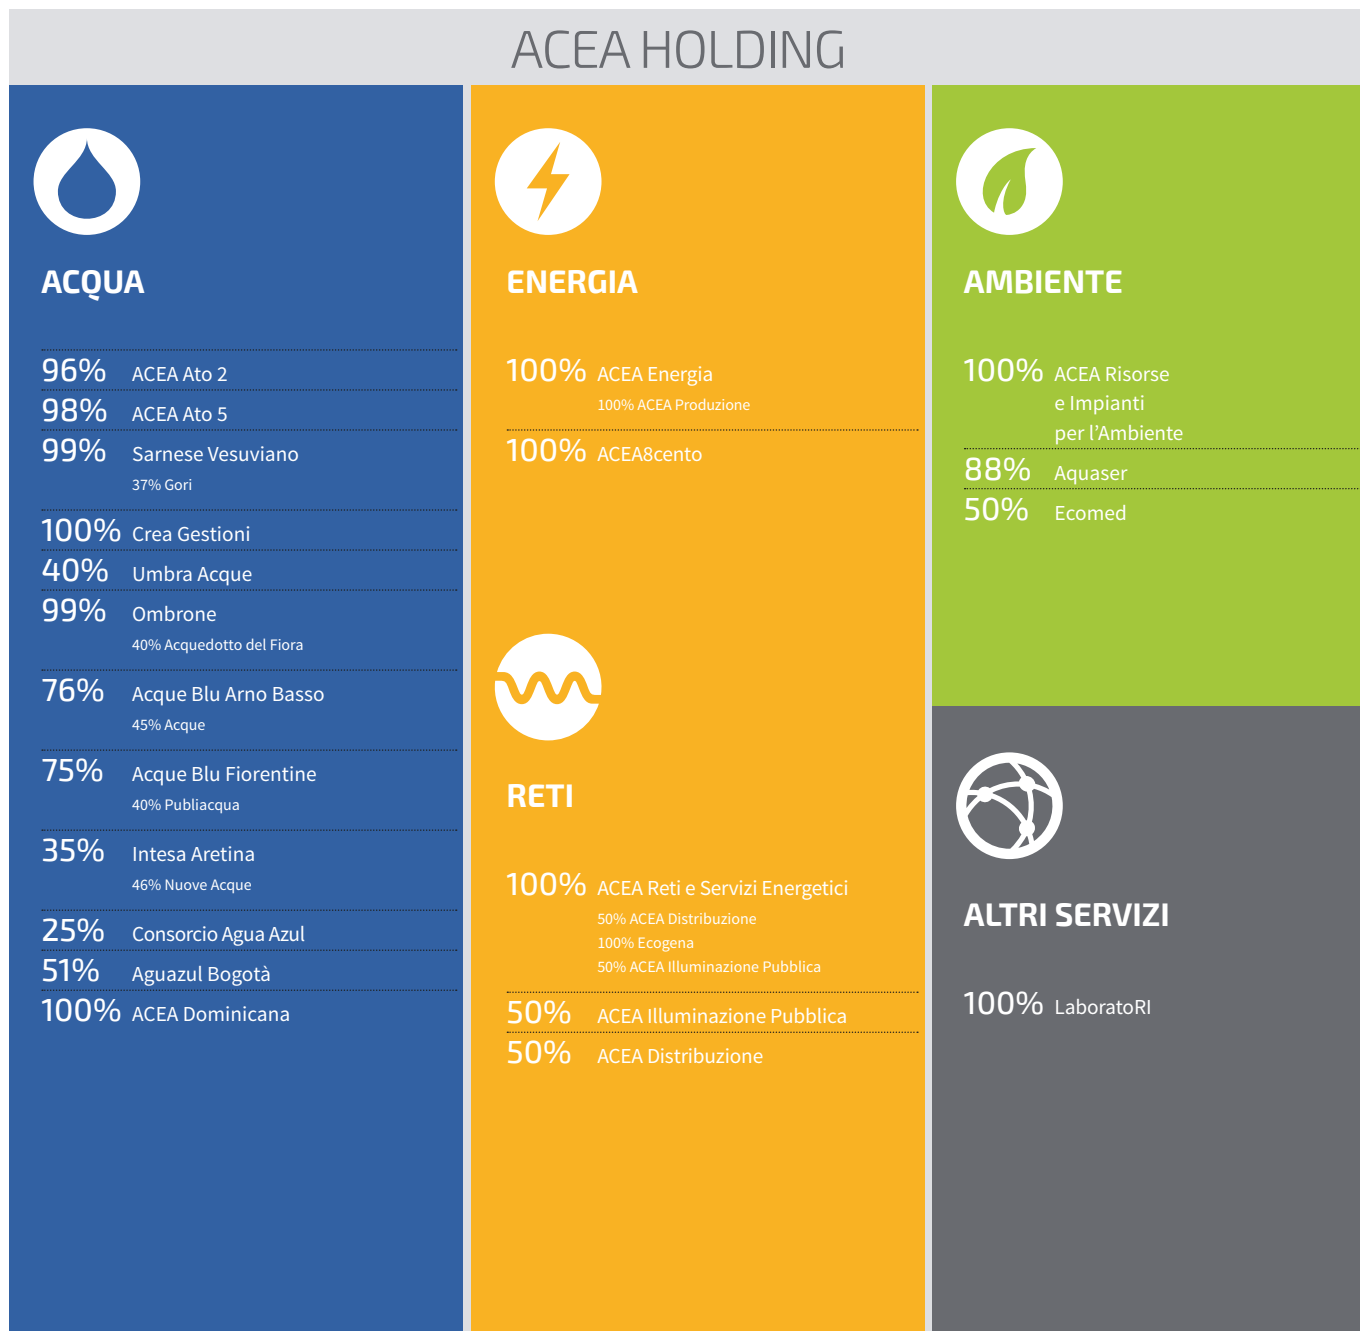 ACEA HOLDING
ACQUA
96% ACEA Ato 2
98% ACEA Ato 5
99% Sarnese Vesuviano
37% Gori
100% Crea Gestioni
40% Umbra Acque
99% Ombrone
40% Acquedotto del Fiora
76% Acque Blu Arno Basso
45% Acque
75% Acque Blu Fiorentine
40% Publiacqua
35% Intesa Aretina
46% Nuove Acque
25% Consorcio Agua Azul
51% Aguazul Bogotà
100% ACEA Dominicana
ENERGIA
100% ACEA Energia
100% ACEA Produzione
100% ACEA8cento
RETI
100% ACEA Reti e Servizi Energetici
50% ACEA Distribuzione
100% Ecogena
50% ACEA Illuminazione Pubblica
50% ACEA Illuminazione Pubblica
50% ACEA Distribuzione
AMBIENTE
100% ACEA Risorse
e Impianti
per l’Ambiente
88% Aquaser
50% Ecomed
ALTRI SERVIZI
100% LaboratoRI